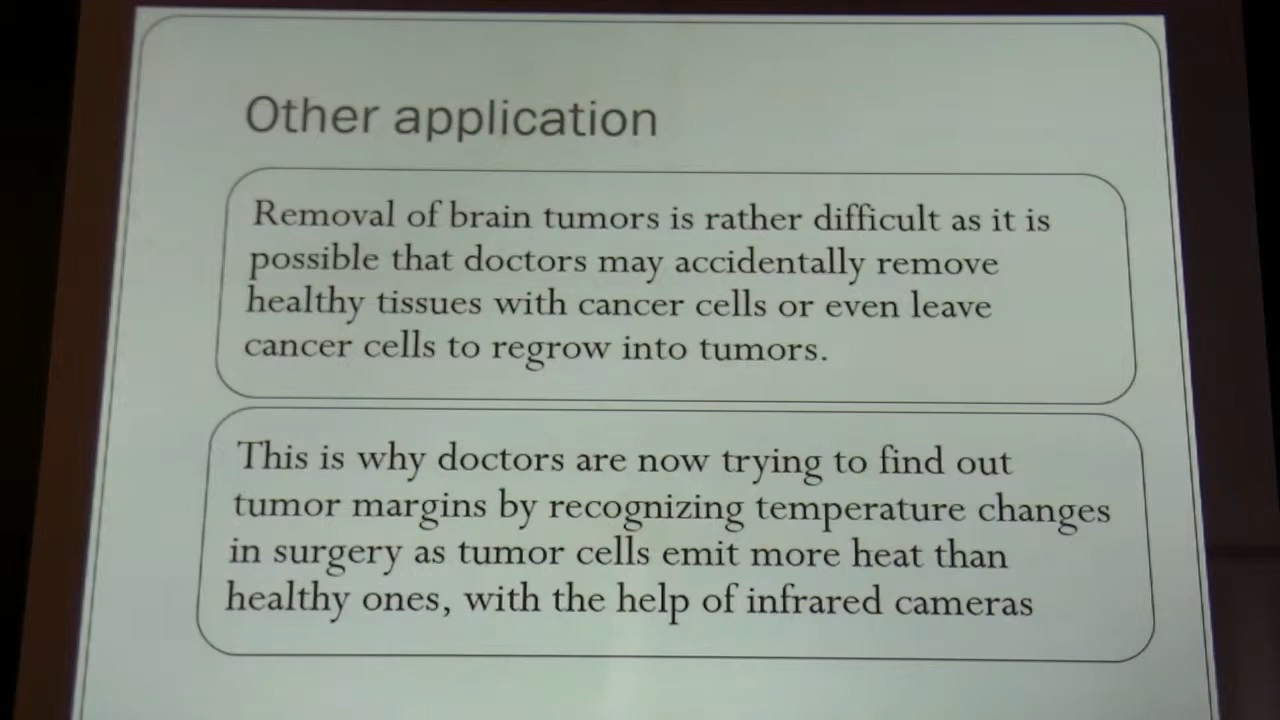 Other application
Removal of brain tumors is rather difficult as it is
possible that doctors may accidentally remove
healthy tissues with cancer cells or even leave
cancer cells to regrow into tumors.
This is why doctors are now trying to find out
tumor margins by recognizing temperature changes
in surgery as tumor cells emit more heat than
healthy ones, with the help of infrared cameras